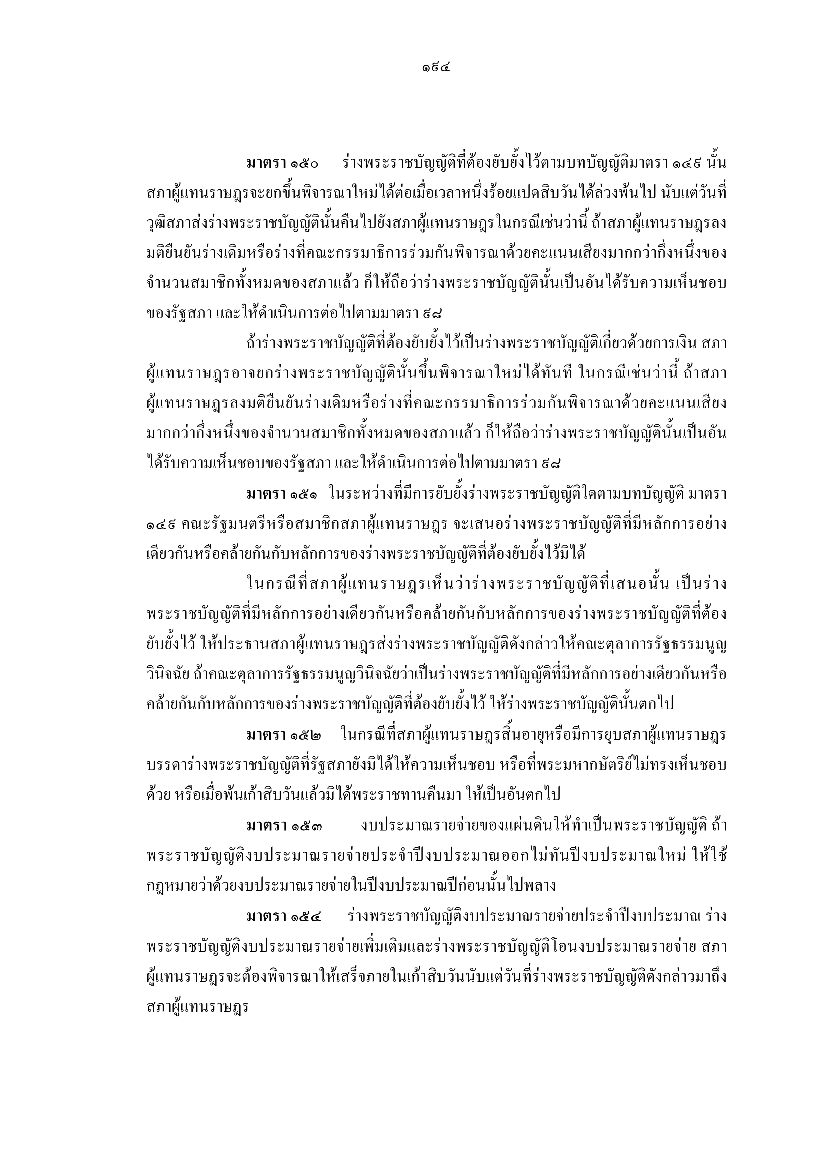 ๑๙๔
มาตรา ๑๕๐ ร่างพระราชบัญญัติที่ต้องยับยั้งไว้ตามบทบัญญัติมาตรา ๑๔๙ นั้น
สภาผู้แทนราษฎรจะยกขึ้นพิจารณาใหม่ได้ต่อเมื่อเวลาหนึ่งร้อยแปดสิบวันได้ล่วงพ้นไป นับแต่วันที่
วุฒิสภาส่งร่างพระราชบัญญัตินั้นคืนไปยังสภาผู้แทนราษฎรในกรณีเช่นว่านี้ ถ้าสภาผู้แทนราษฎรลง
มติยืนยันร่างเดิมหรือร่างที่คณะกรรมาธิการร่วมกันพิจารณาด้วยคะแนนเสียงมากกว่ากึ่งหนึ่งของ
จำนวนสมาชิกทั้งหมดของสภาแล้ว ก็ให้ถือว่าร่างพระราชบัญญัตินั้นเป็นอันได้รับความเห็นชอบ
ของรัฐสภา และให้ดำเนินการต่อไปตามมาตรา ๙๘
ถ้าร่างพระราชบัญญัติที่ต้องยับยั้งไว้เป็นร่างพระราชบัญญัติเกี่ยวด้วยการเงิน สภา
ผู้แทนราษฎรอาจยกร่างพระราชบัญญัตินั้นขึ้นพิจารณาใหม่ได้ทันที ในกรณีเช่นว่านี้ ถ้าสภา
ผู้แทนราษฎรลงมติยืนยันร่างเดิมหรือร่างที่คณะกรรมาธิการร่วมกันพิจารณาด้วยคะแนนเสียง
มากกว่ากึ่งหนึ่งของจำนวนสมาชิกทั้งหมดของสภาแล้ว ก็ให้ถือว่าร่างพระราชบัญญัตินั้นเป็นอัน
ได้รับความเห็นชอบของรัฐสภา และให้ดำเนินการต่อไปตามมาตรา ๙๘
มาตรา ๑๕๑ ในระหว่างที่มีการยับยั้งร่างพระราชบัญญัติใดตามบทบัญญัติ มาตรา
๑๔๙ คณะรัฐมนตรีหรือสมาชิกสภาผู้แทนราษฎร จะเสนอร่างพระราชบัญญัติที่มีหลักการอย่าง
เดียวกันหรือคล้ายกันกับหลักการของร่างพระราชบัญญัติที่ต้องยับยั้งไว้มิได้
ในกรณีที่สภาผู้แทนราษฎรเห็นว่าร่างพระราชบัญญัติที่เสนอนั้น เป็นร่าง
พระราชบัญญัติที่มีหลักการอย่างเดียวกันหรือคล้ายกันกับหลักการของร่างพระราชบัญญัติที่ต้อง
ยับยั้งไว้ ให้ประธานสภาผู้แทนราษฎรส่งร่างพระราชบัญญัติดังกล่าวให้คณะตุลาการรัฐธรรมนูญ
วินิจฉัย ถ้าคณะตุลาการรัฐธรรมนูญวินิจฉัยว่าเป็นร่างพระราชบัญญัติที่มีหลักการอย่างเดียวกันหรือ
คล้ายกันกับหลักการของร่างพระราชบัญญัติที่ต้องยับยั้งไว้ ให้ร่างพระราชบัญญัตินั้นตกไป
มาตรา ๑๕๒ ในกรณีที่สภาผู้แทนราษฎรสิ้นอายุหรือมีการยุบสภาผู้แทนราษฎร
บรรดาร่างพระราชบัญญัติที่รัฐสภายังมิได้ให้ความเห็นชอบ หรือที่พระมหากษัตริย์ไม่ทรงเห็นชอบ
ด้วย หรือเมื่อพ้นเก้าสิบวันแล้วมิได้พระราชทานคืนมา ให้เป็นอันตกไป
มาตรา ๑๕๓ งบประมาณรายจ่ายของแผ่นดินให้ทำเป็นพระราชบัญญัติ ถ้า
พระราชบัญญัติงบประมาณรายจ่ายประจำปีงบประมาณออกไม่ทันปีงบประมาณใหม่ ให้ใช้
กฎหมายว่าด้วยงบประมาณรายจ่ายในปีงบประมาณปีก่อนนั้นไปพลาง
มาตรา ๑๕๔ ร่างพระราชบัญญัติงบประมาณรายจ่ายประจำปีงบประมาณ ร่าง
พระราชบัญญัติงบประมาณรายจ่ายเพิ่มเติมและร่างพระราชบัญญัติโอนงบประมาณรายจ่าย สภา
ผู้แทนราษฎรจะต้องพิจารณาให้เสร็จภายในเก้าสิบวันนับแต่วันที่ร่างพระราชบัญญัติดังกล่าวมาถึง
สภาผู้แทนราษฎร